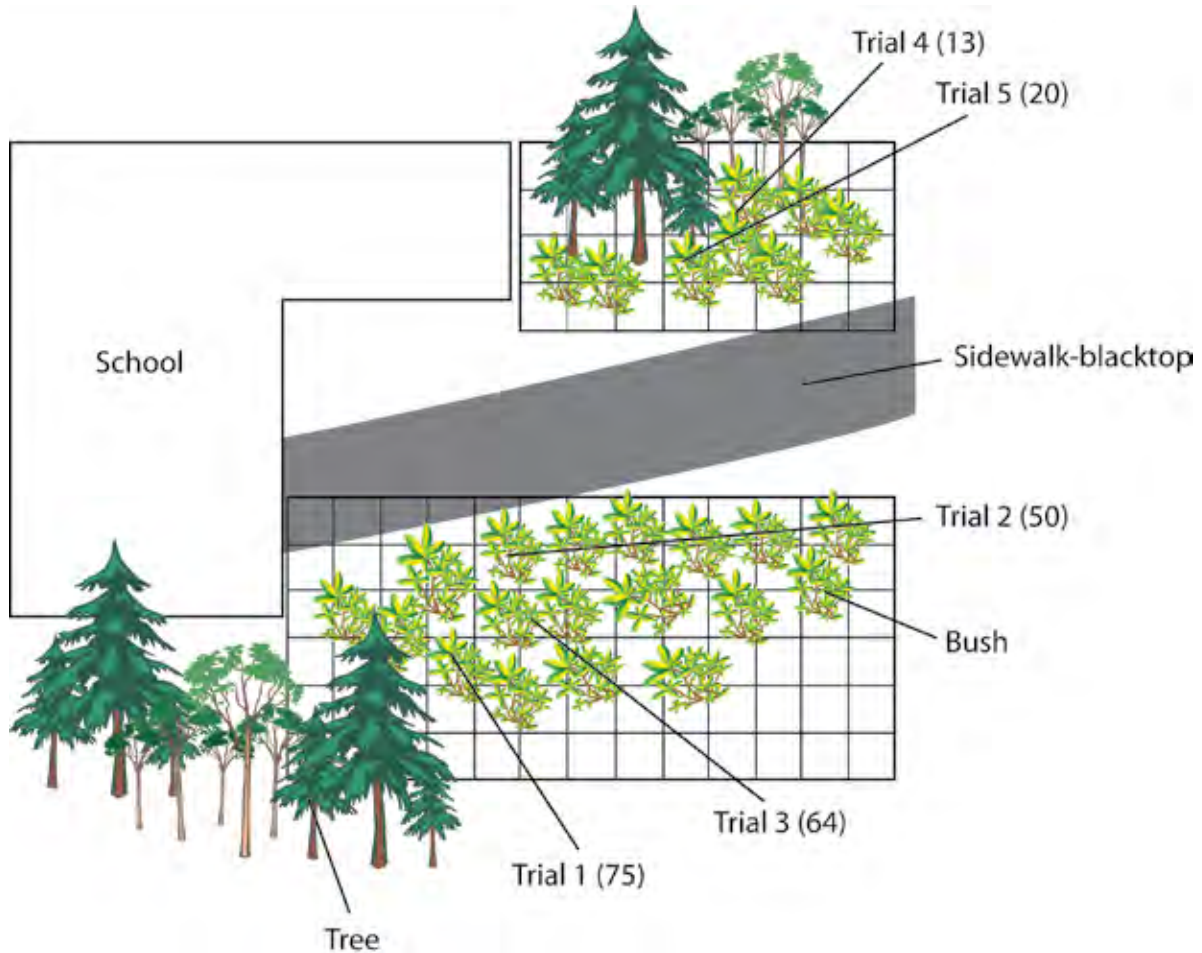 Trial 4 (13)
Trial 5 (20)
School
Sidewalk-blacktop
Trial 2 (50)
Bush
Trial 3 (64)
Trial 1 (75)
Tree